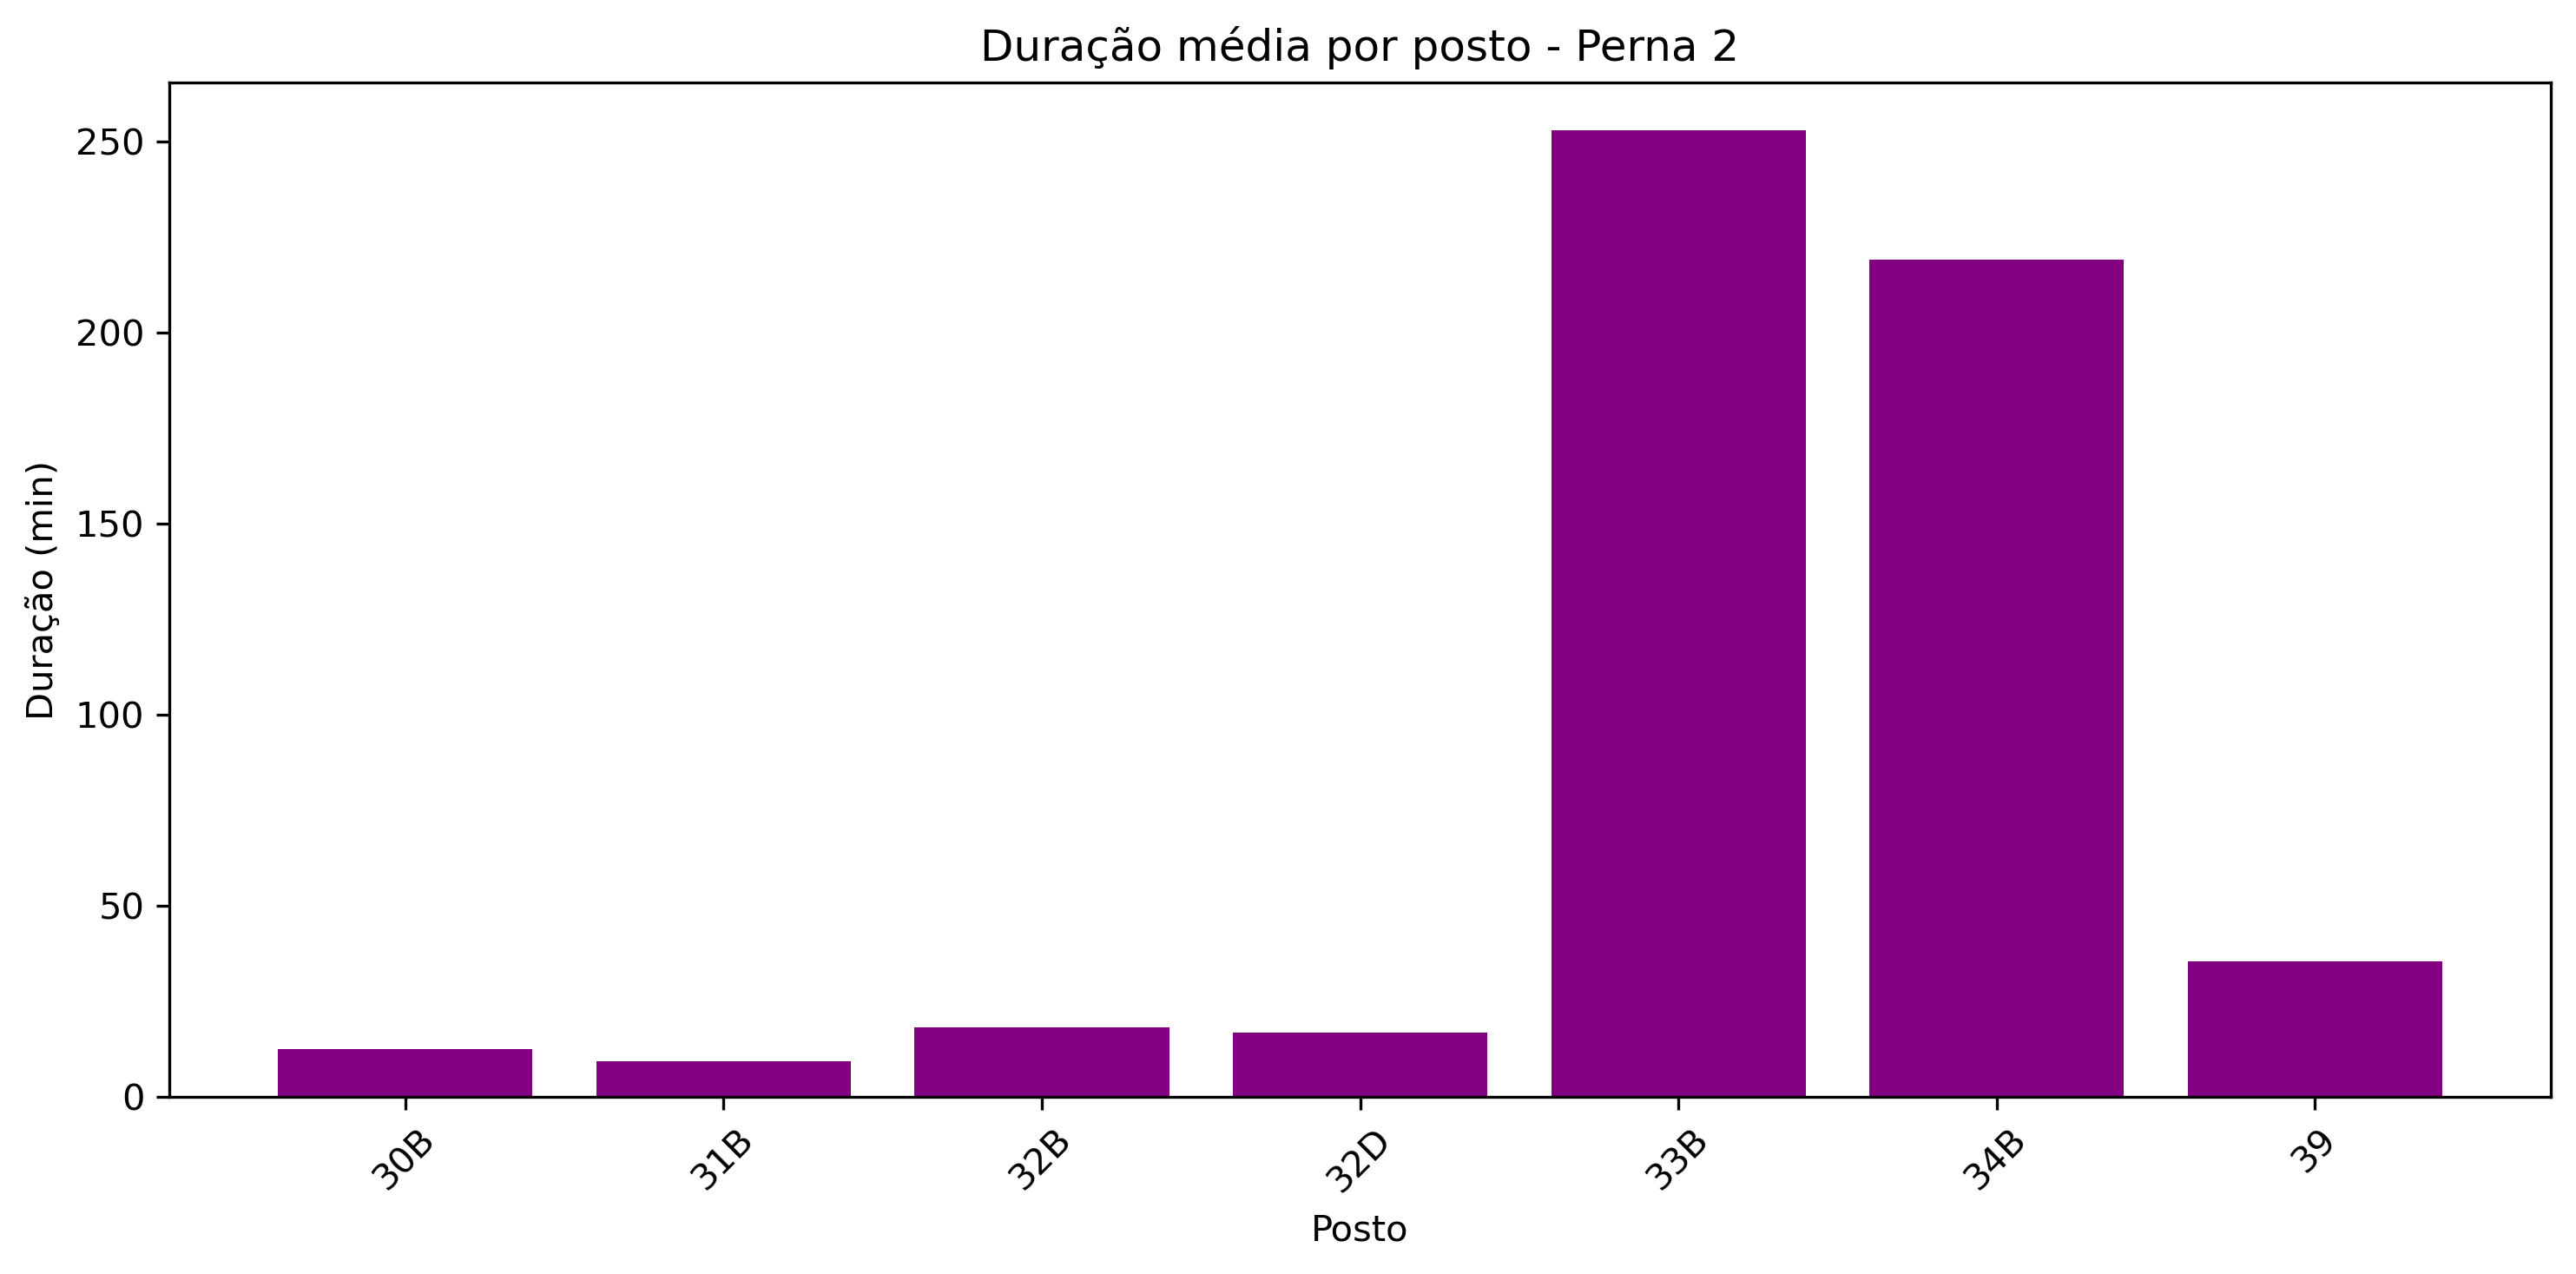 Duração média por posto - Perna 2
Duração (min)
250
200
150
100
50
0
30B
31B
32B
32D
33B
34B
39
Posto